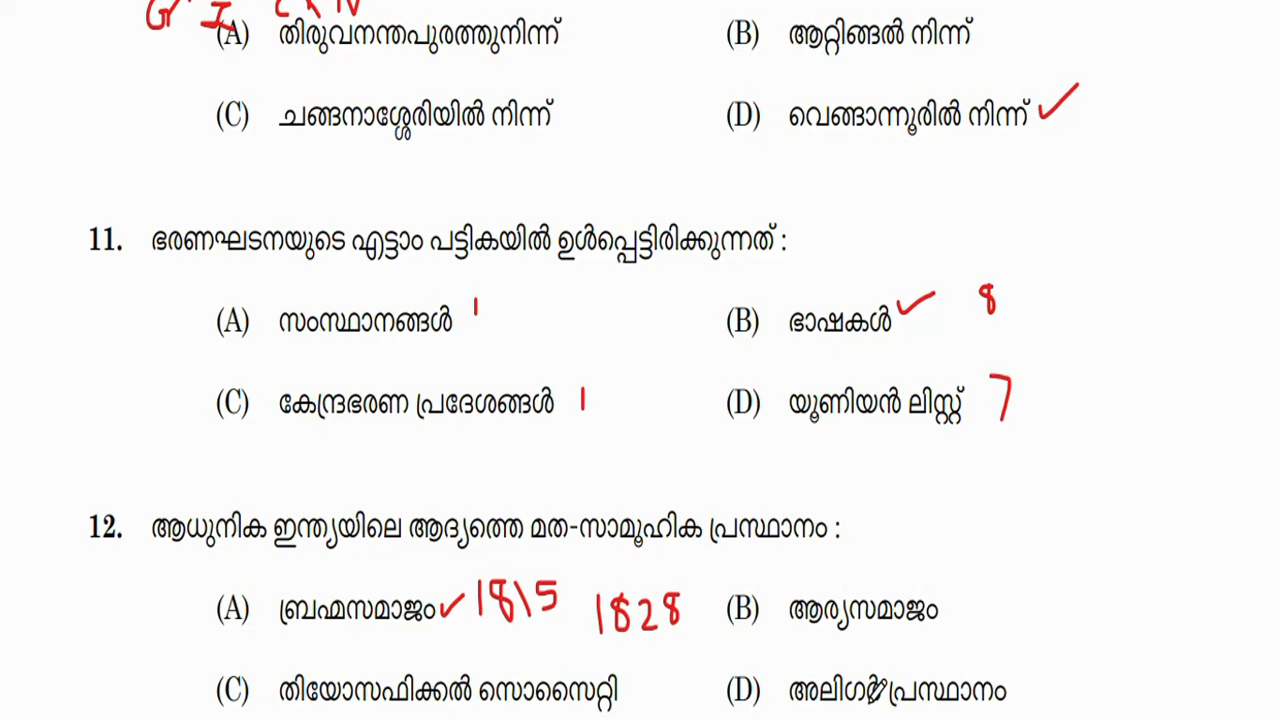 (A) തിരുവനന്തപുരത്തുനിന്ന് (B) ആറ്റിങ്ങൽ നിന്ന്
(C) ചങ്ങനാശ്ശേരിയിൽ നിന്ന് (D) വെങ്ങാന്നൂരിൽ നിന്ന്
11. ഭരണഘടനയുടെ എട്ടാം പട്ടികയിൽ ഉൾപ്പെട്ടിരിക്കുന്നത് :
(A) സംസ്ഥാനങ്ങൾ 1 (B) ഭാഷകൾ 8
(C) കേന്ദ്രഭരണ പ്രദേശങ്ങൾ 1 (D) യൂണിയൻ ലിസ്റ്റ് 7
12. ആധുനിക ഇന്ത്യയിലെ ആദ്യത്തെ മത-സാമൂഹിക പ്രസ്ഥാനം :
(A) ബ്രഹ്മസമാജം 1815 1828 (B) ആര്യസമാജം
(C) തിയോസഫിക്കൽ സൊസൈറ്റി (D) അലിഗർ പ്രസ്ഥാനം